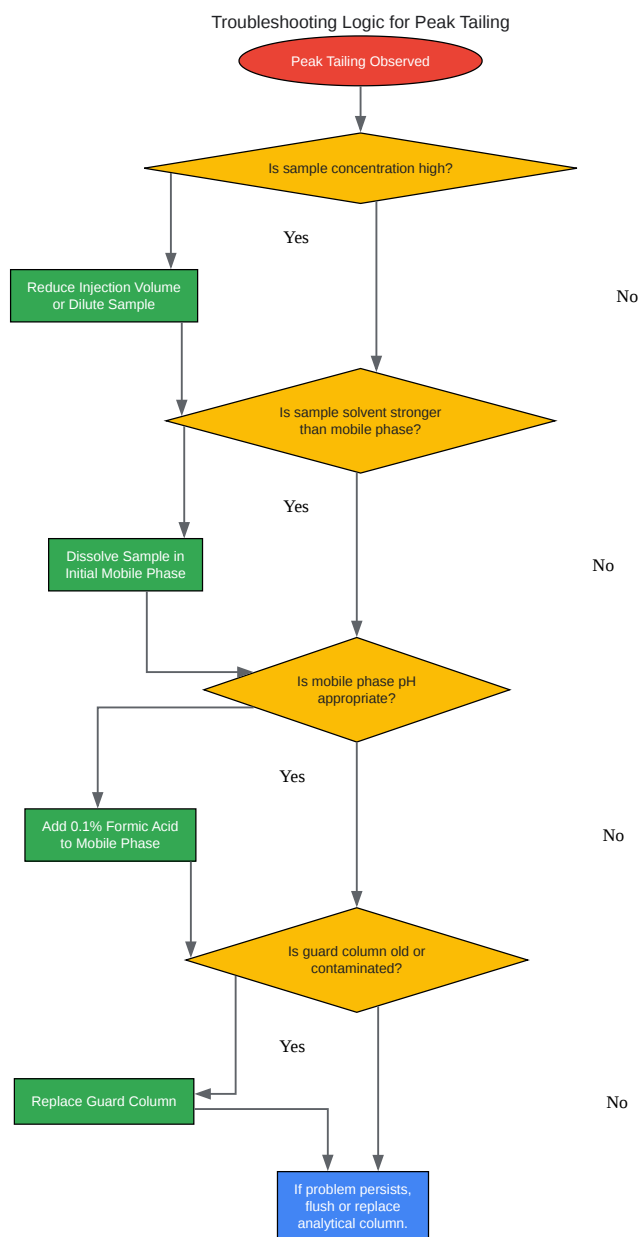 Troubleshooting Logic for Peak Tailing
Peak Tailing Observed
Is sample concentration high?
Yes
Reduce Injection Volume
or Dilute Sample
No
Is sample solvent stronger
than mobile phase?
Yes
Dissolve Sample in
Initial Mobile Phase
No
Is mobile phase pH
appropriate?
Yes
Add 0.1% Formic Acid
to Mobile Phase
No
Is guard column old or
contaminated?
Yes
Replace Guard Column
No
If problem persists,
flush or replace
analytical column.